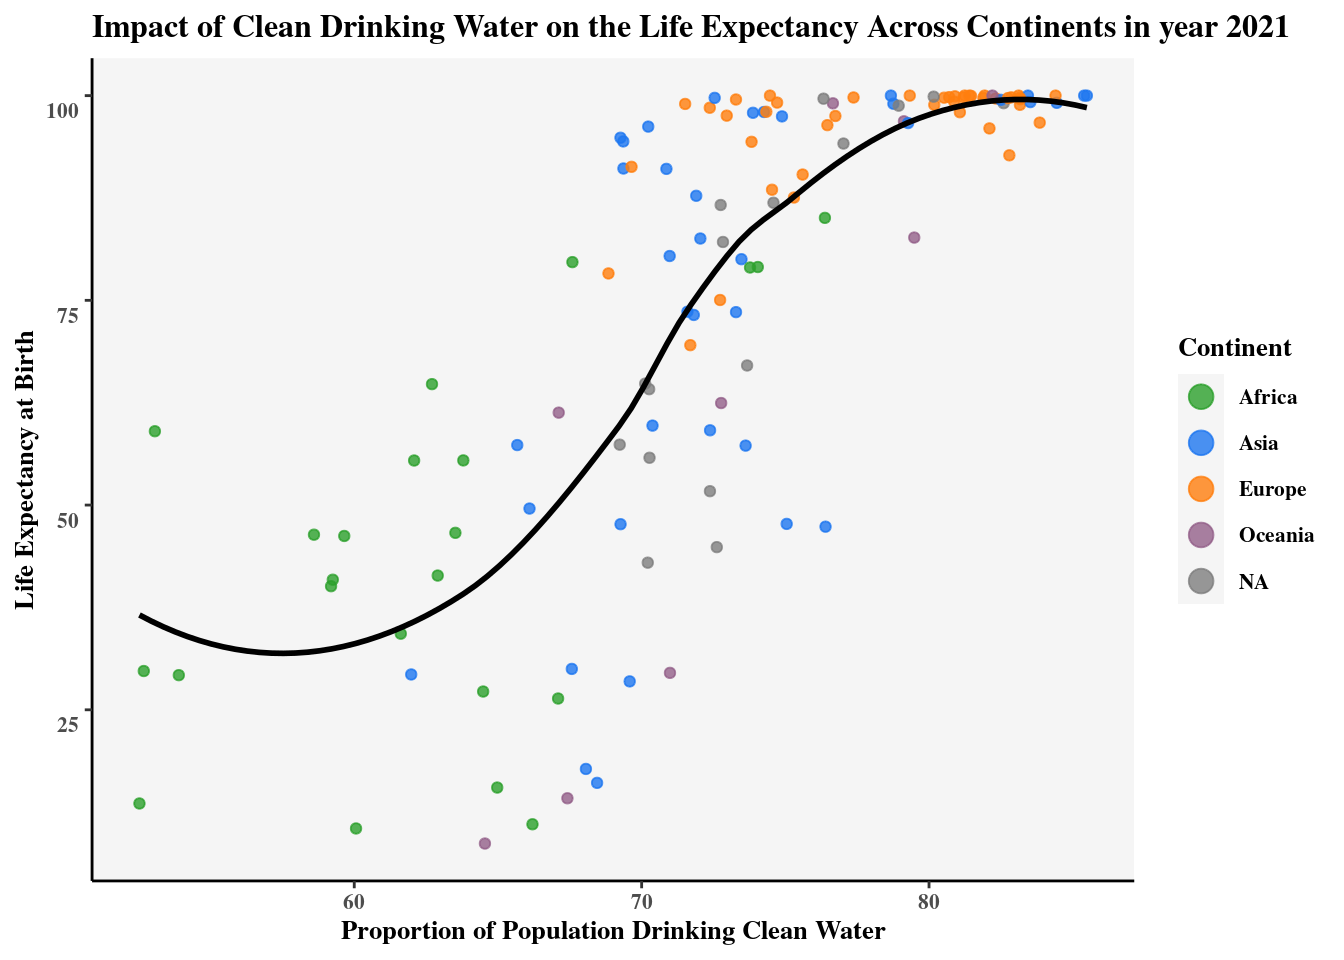 Impact of Clean Drinking Water on the Life Expectancy Across Continents in year 2021
100
75
50
25
Life Expectancy at Birth
60 70 80
Proportion of Population Drinking Clean Water
Continent
Africa
Asia
Europe
Oceania
NA